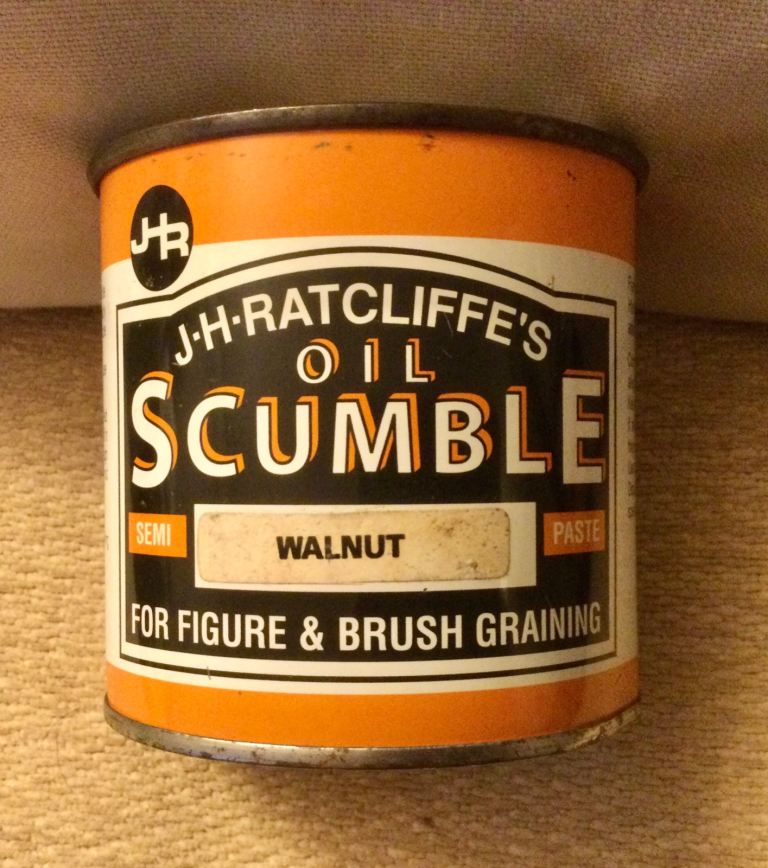 JHR
J·H·RATCLIFFE'S
OIL
SCUMBLE
SEMI
WALNUT
PASTE
FOR FIGURE & BRUSH GRAINING